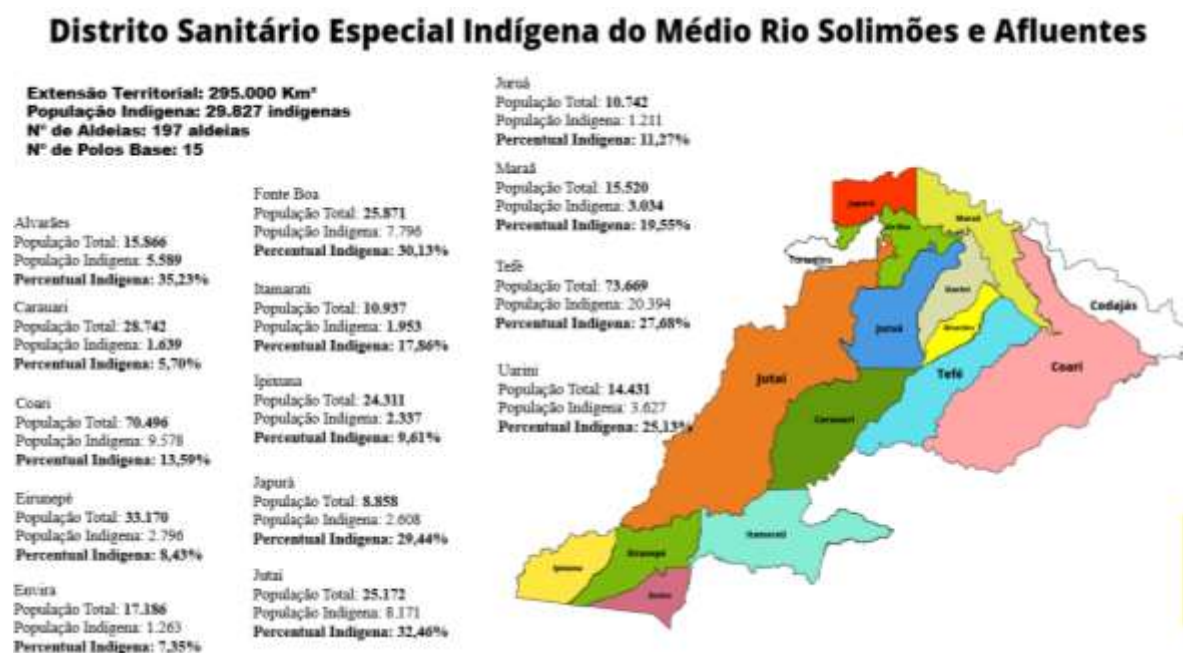 Distrito Sanitário Especial Indígena do Médio Rio Solimões e Afluentes
Extensão Territorial: 295.000 Km²
População Indigena: 29.827 indigenas
Nº de Aldeias: 197 aldeias
Nº de Polos Base: 15
Alvarães
População Total: 15.866
População Indígena: 5.589
Percentual Indígena: 35,23%
Carauari
População Total: 28.742
População Indígena: 1.639
Percentual Indígena: 5,70%
Coari
População Total: 70.496
População Indígena: 9.578
Percentual Indígena: 13,59%
Eirunepé
População Total: 33.170
População Indígena: 2.796
Percentual Indígena: 8,43%
Envira
População Total: 17.186
População Indígena: 1.263
Percentual Indígena: 7,35%
Fonte Boa
População Total: 25.871
População Indígena: 7.796
Percentual Indígena: 30,13%
Itamarati
População Total: 10.937
População Indígena: 1.953
Percentual Indígena: 17,86%
Ipixuna
População Total: 24.311
População Indígena: 2.337
Percentual Indígena: 9,61%
Japurá
População Total: 8.858
População Indígena: 2.608
Percentual Indígena: 29,44%
Jutaí
População Total: 25.172
População Indígena: 8.171
Percentual Indígena: 32,46%
Juruá
População Total: 10.742
População Indígena: 1.211
Percentual Indígena: 11,27%
Maraã
População Total: 15.520
População Indígena: 3.034
Percentual Indígena: 19,55%
Tefé
População Total: 73.669
População Indígena: 20.394
Percentual Indígena: 27,68%
Uarini
População Total: 14.431
População Indígena: 3.627
Percentual Indígena: 25,13%
Japurá
Maraã
Uarini
Codajás
Juruá
Jutaí
Tefé
Coari
Carauari
Itamarati
Eirunepé
Ipixuna
Envira